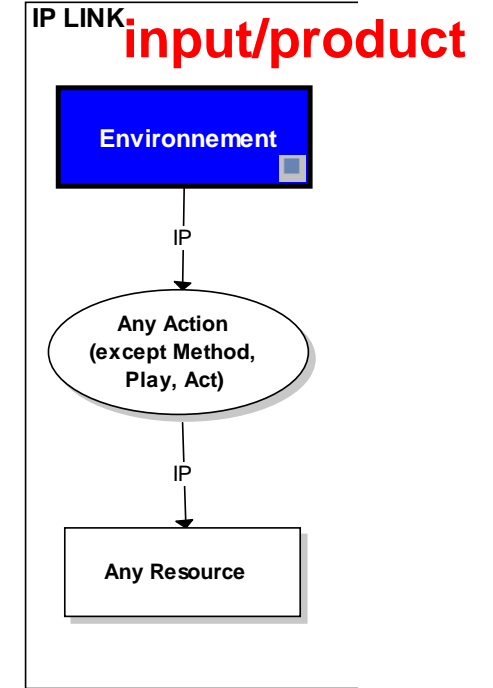 IP LINK
input/product
Environnement
IP
Any Action
(except Method,
Play, Act)
IP
Any Resource